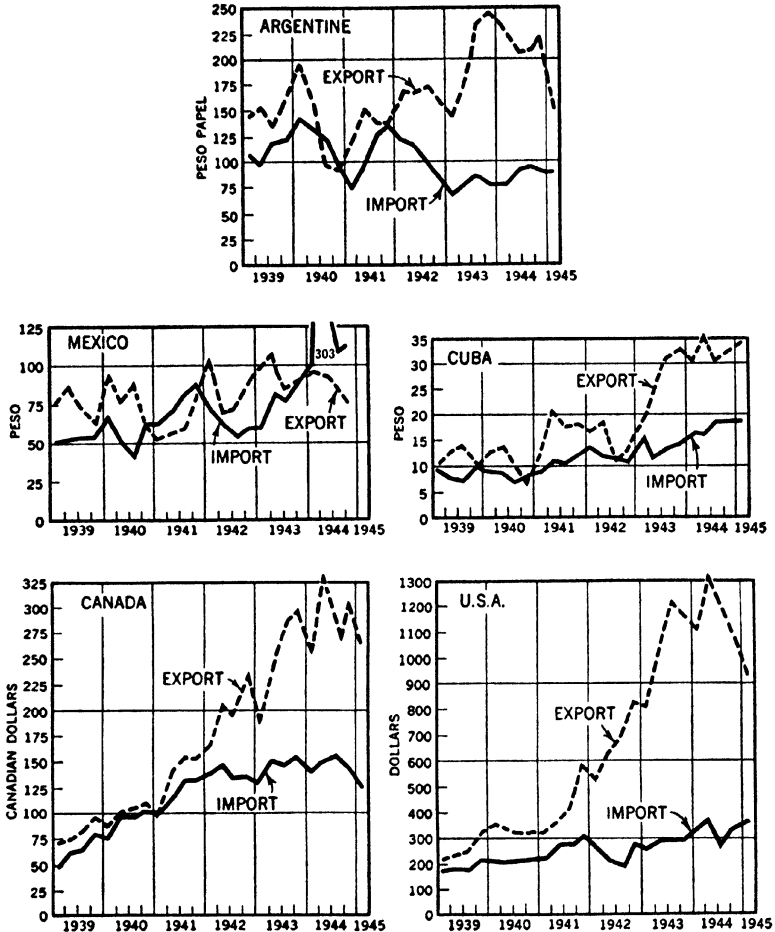 ARGENTINE
250
225
200
175
150
125
100
75
50
25
0
PESO PAPEL
EXPORT
IMPORT
1939 1940 1941 1942 1943 1944 1945
MEXICO
125
100
75
50
25
0
PESO
303
EXPORT
IMPORT
1939 1940 1941 1942 1943 1944 1945
CUBA
35
30
25
20
15
10
5
0
PESO
EXPORT
IMPORT
1939 1940 1941 1942 1943 1944 1945
CANADA
325
300
275
250
225
200
175
150
125
100
75
50
25
0
CANADIAN DOLLARS
EXPORT
IMPORT
1939 1940 1941 1942 1943 1944 1945
U.S.A.
1300
1200
1100
1000
900
800
700
600
500
400
300
200
100
0
DOLLARS
EXPORT
IMPORT
1939 1940 1941 1942 1943 1944 1945